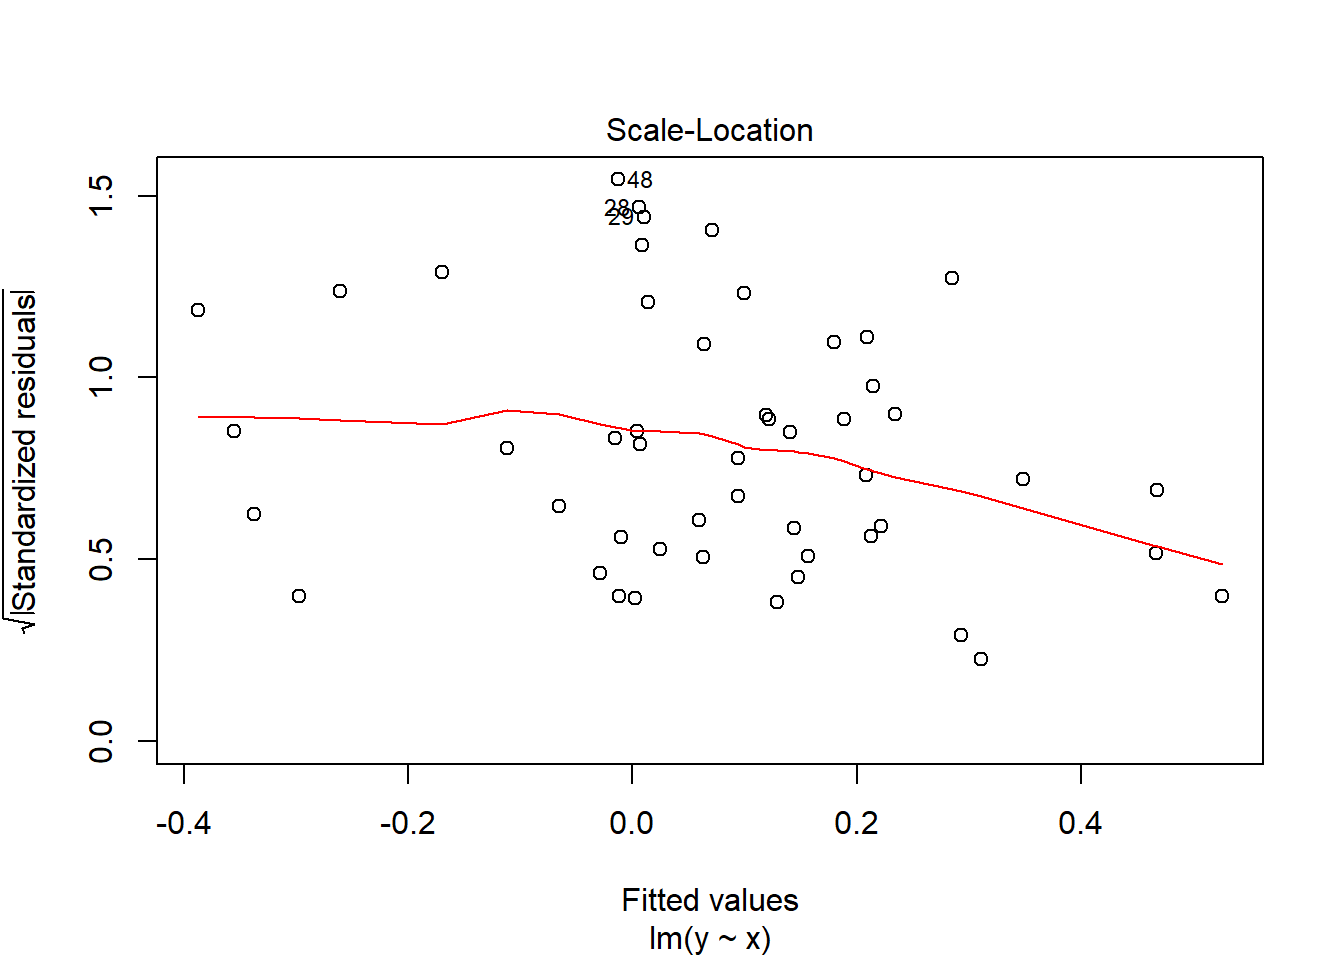 Scale-Location
√|Standardized residuals|
1.5
1.0
0.5
0.0
48
28
29
-0.4 -0.2 0.0 0.2 0.4
Fitted values
lm(y ~ x)